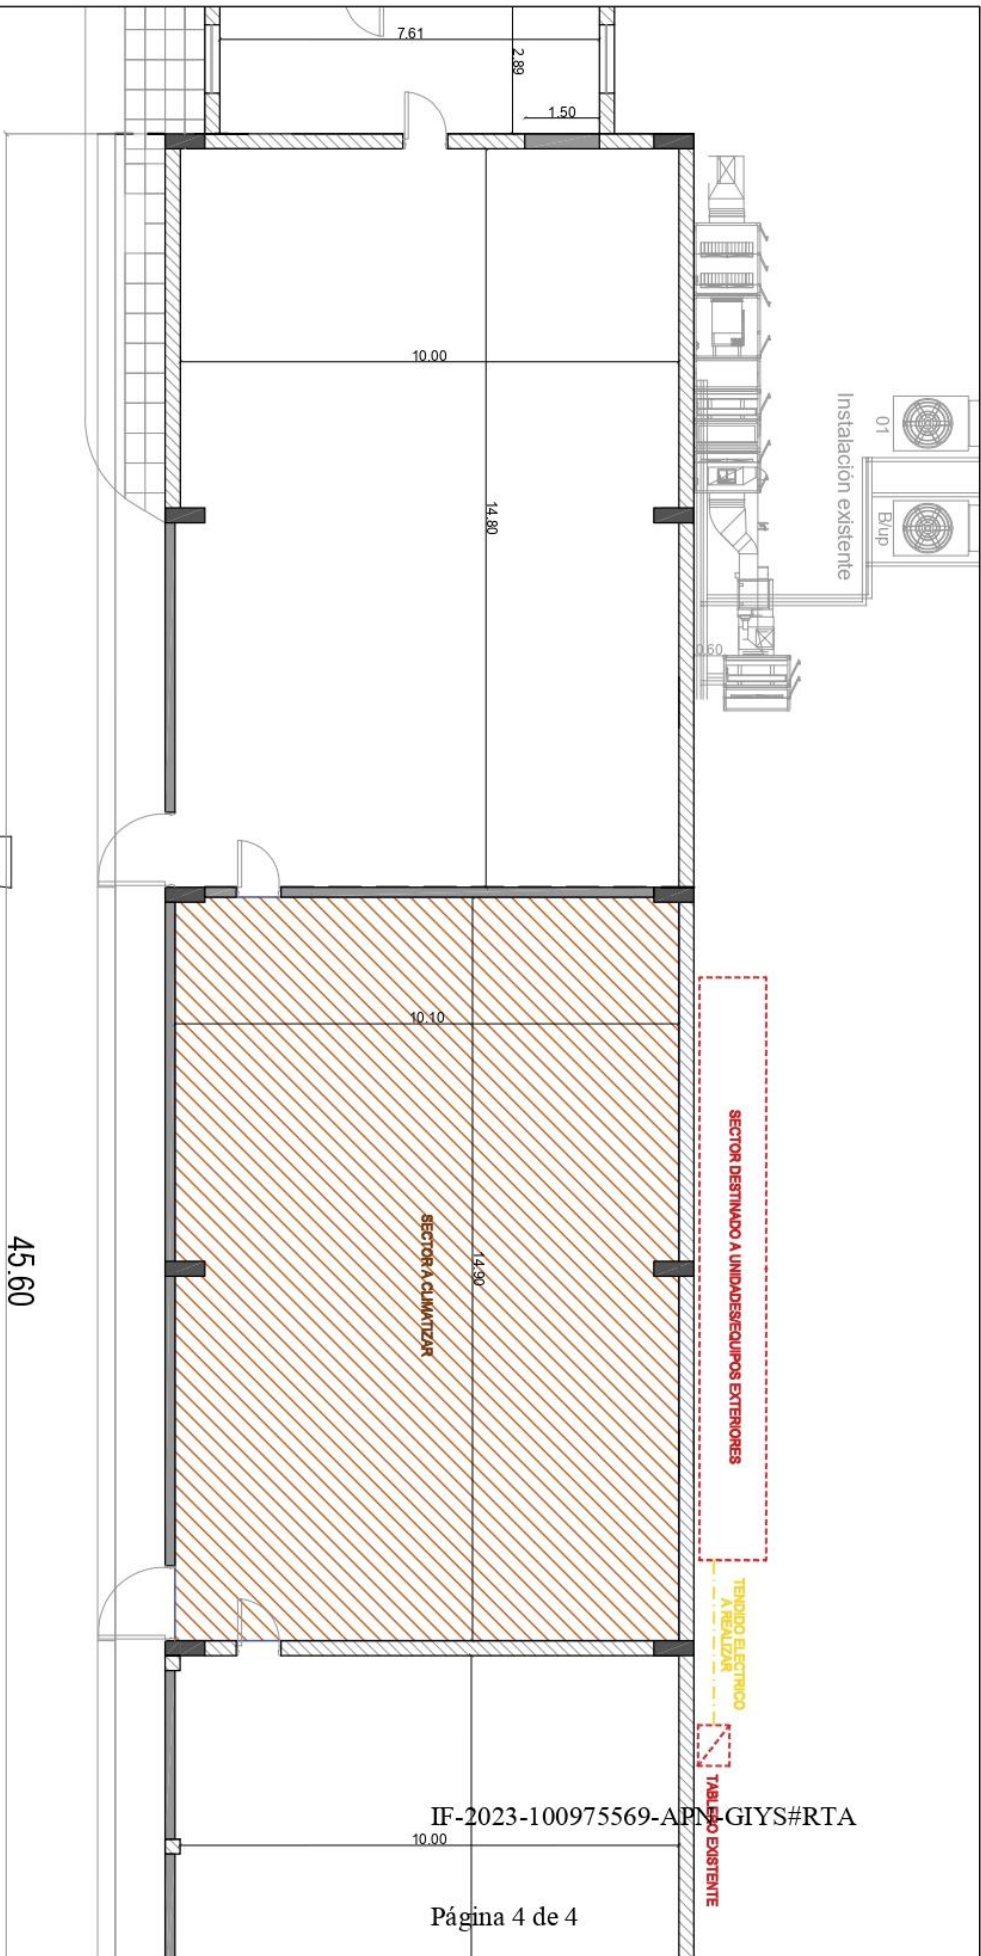 7.61
2.89
1.50
10.00
14.80
Instalación existente
01
B/up
0.60
10.10
14.90
SECTOR A CLIMATIZAR
SECTOR DESTINADO A UNIDADES/EQUIPOS EXTERIORES
45.60
TENDIDO ELECTRICO
A REALIZAR
TABLERO EXISTENTE
IF-2023-100975569-APN-GIYS#RTA
10.00
Página 4 de 4